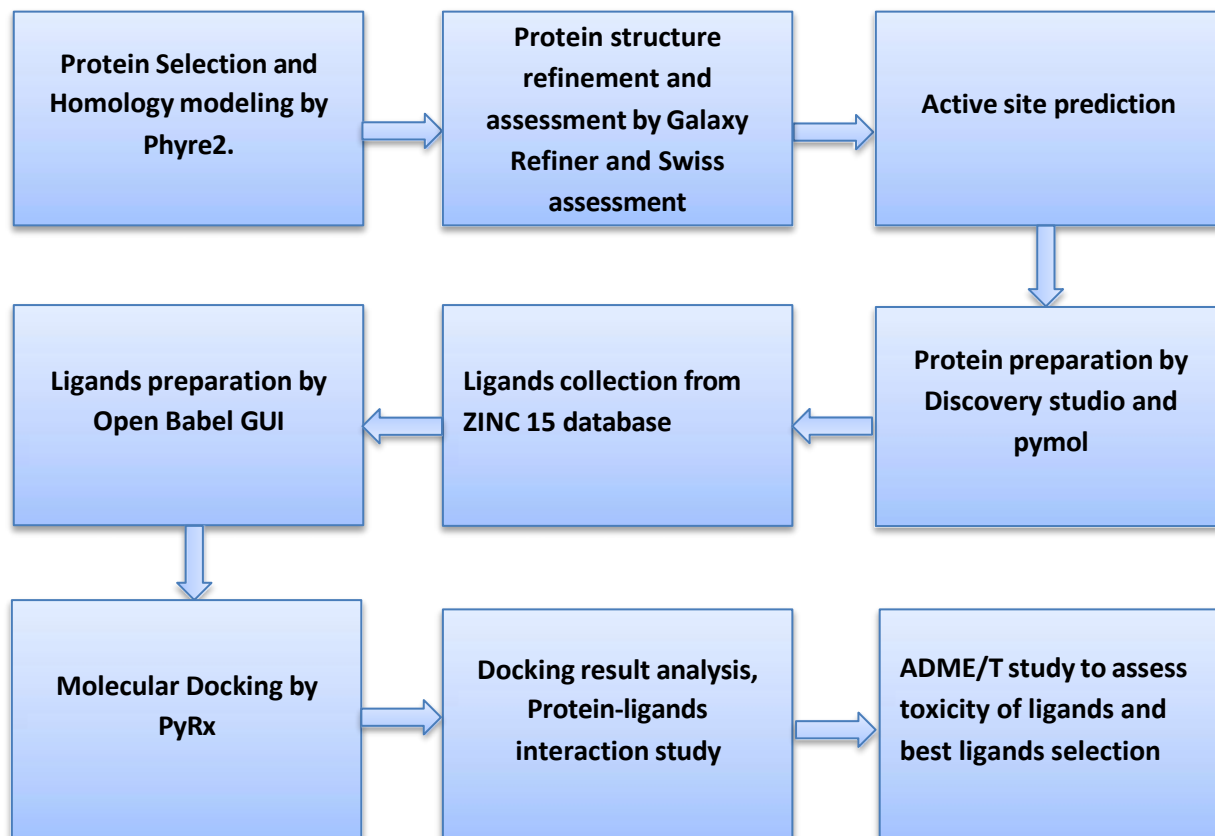 Protein Selection and
Homology modeling by
Phyre2.
Protein structure
refinement and
assessment by Galaxy
Refiner and Swiss
assessment
Active site prediction
Protein preparation by
Discovery studio and
pymol
Ligands collection from
ZINC 15 database
Ligands preparation by
Open Babel GUI
Molecular Docking by
PyRx
Docking result analysis,
Protein-ligands
interaction study
ADME/T study to assess
toxicity of ligands and
best ligands selection